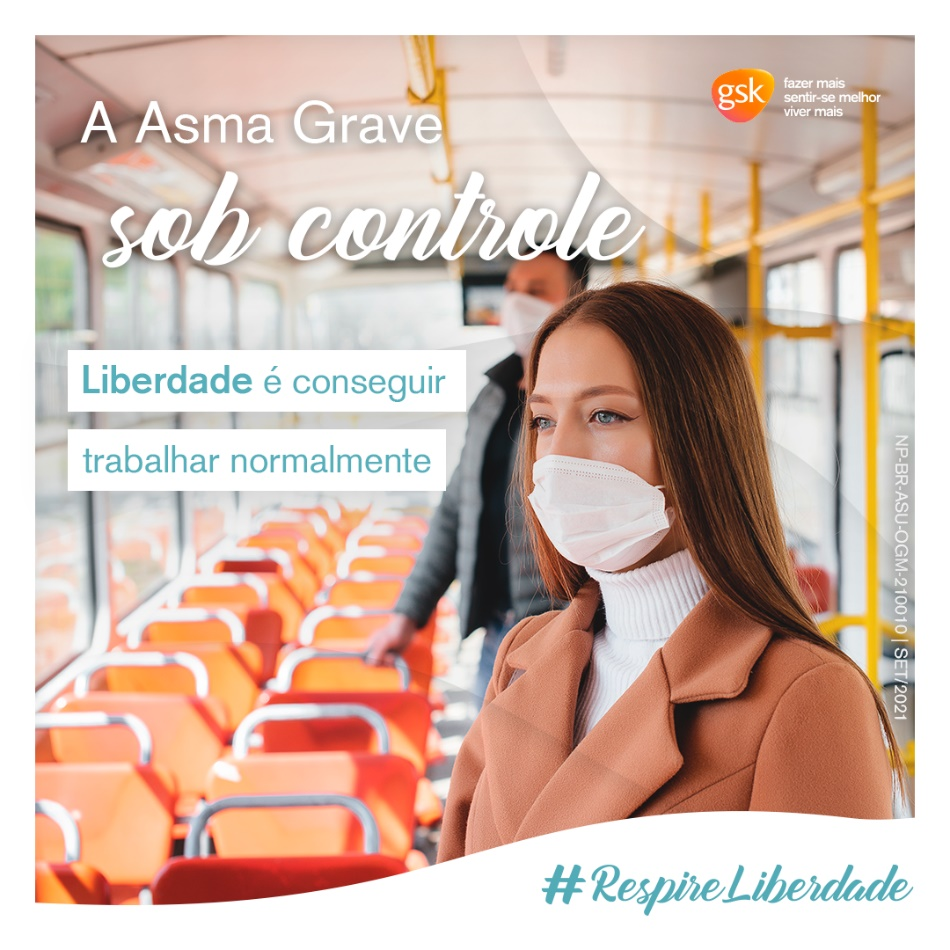 gsk
fazer mais
sentir-se melhor
viver mais
A Asma Grave
sob controle
Liberdade é conseguir
trabalhar normalmente
NP-BR-ASU-OGM-210010 | SET/2021
#RespireLiberdade